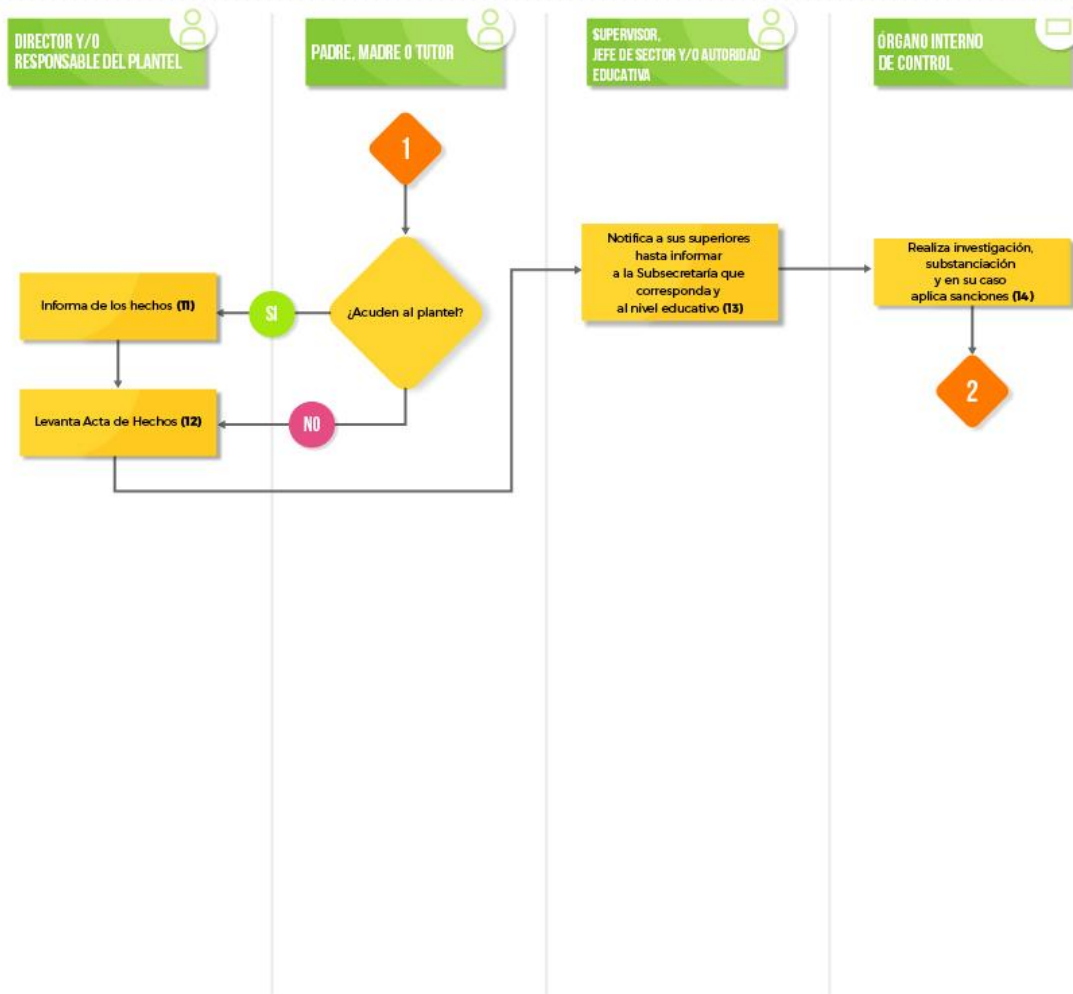 DIRECTOR Y/O
RESPONSABLE DEL PLANTEL
PADRE, MADRE O TUTOR
SUPERVISOR,
JEFE DE SECTOR Y/O AUTORIDAD
EDUCATIVA
ÓRGANO INTERNO
DE CONTROL
1
¿Acuden al plantel?
SI
Informa de los hechos (11)
NO
Levanta Acta de Hechos (12)
Notifica a sus superiores
hasta informar
a la Subsecretaría que
corresponda y
al nivel educativo (13)
Realiza investigación,
substanciación
y en su caso
aplica sanciones (14)
2